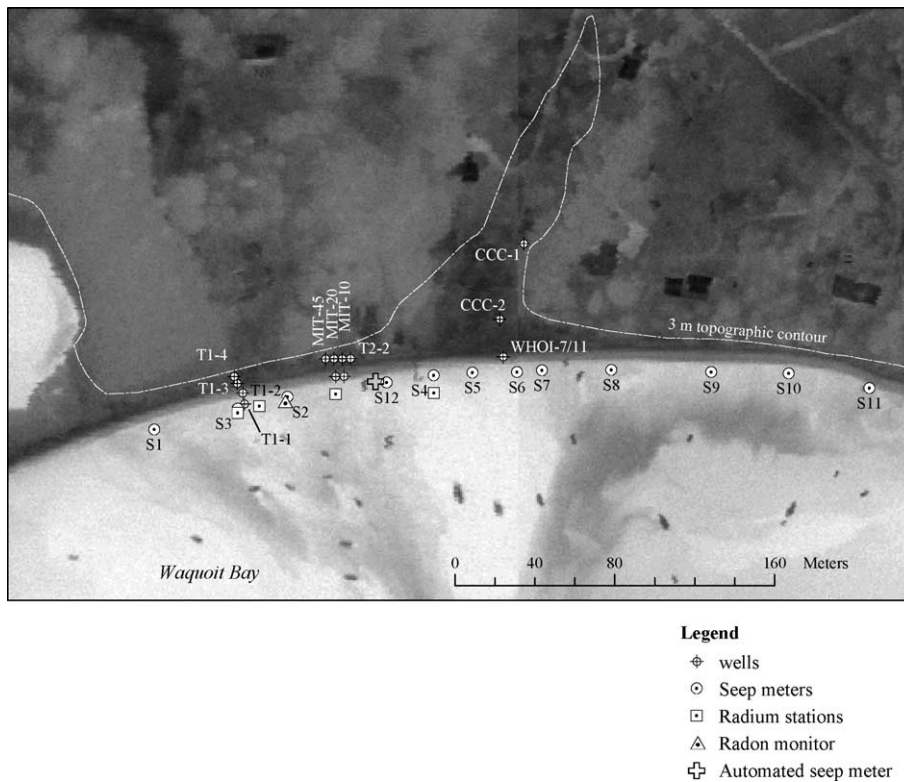 CCC-1
MIT-45
MIT-20
MIT-10
CCC-2
3 m topographic contour
T1-4
T2-2
WHOI-7/11
T1-3
T1-2
S12
S4
S5
S6
S7
S8
S9
S10
S11
S3
S2
T1-1
S1
Waquoit Bay
0 40 80 160 Meters
Legend
wells
Seep meters
Radium stations
Radon monitor
Automated seep meter